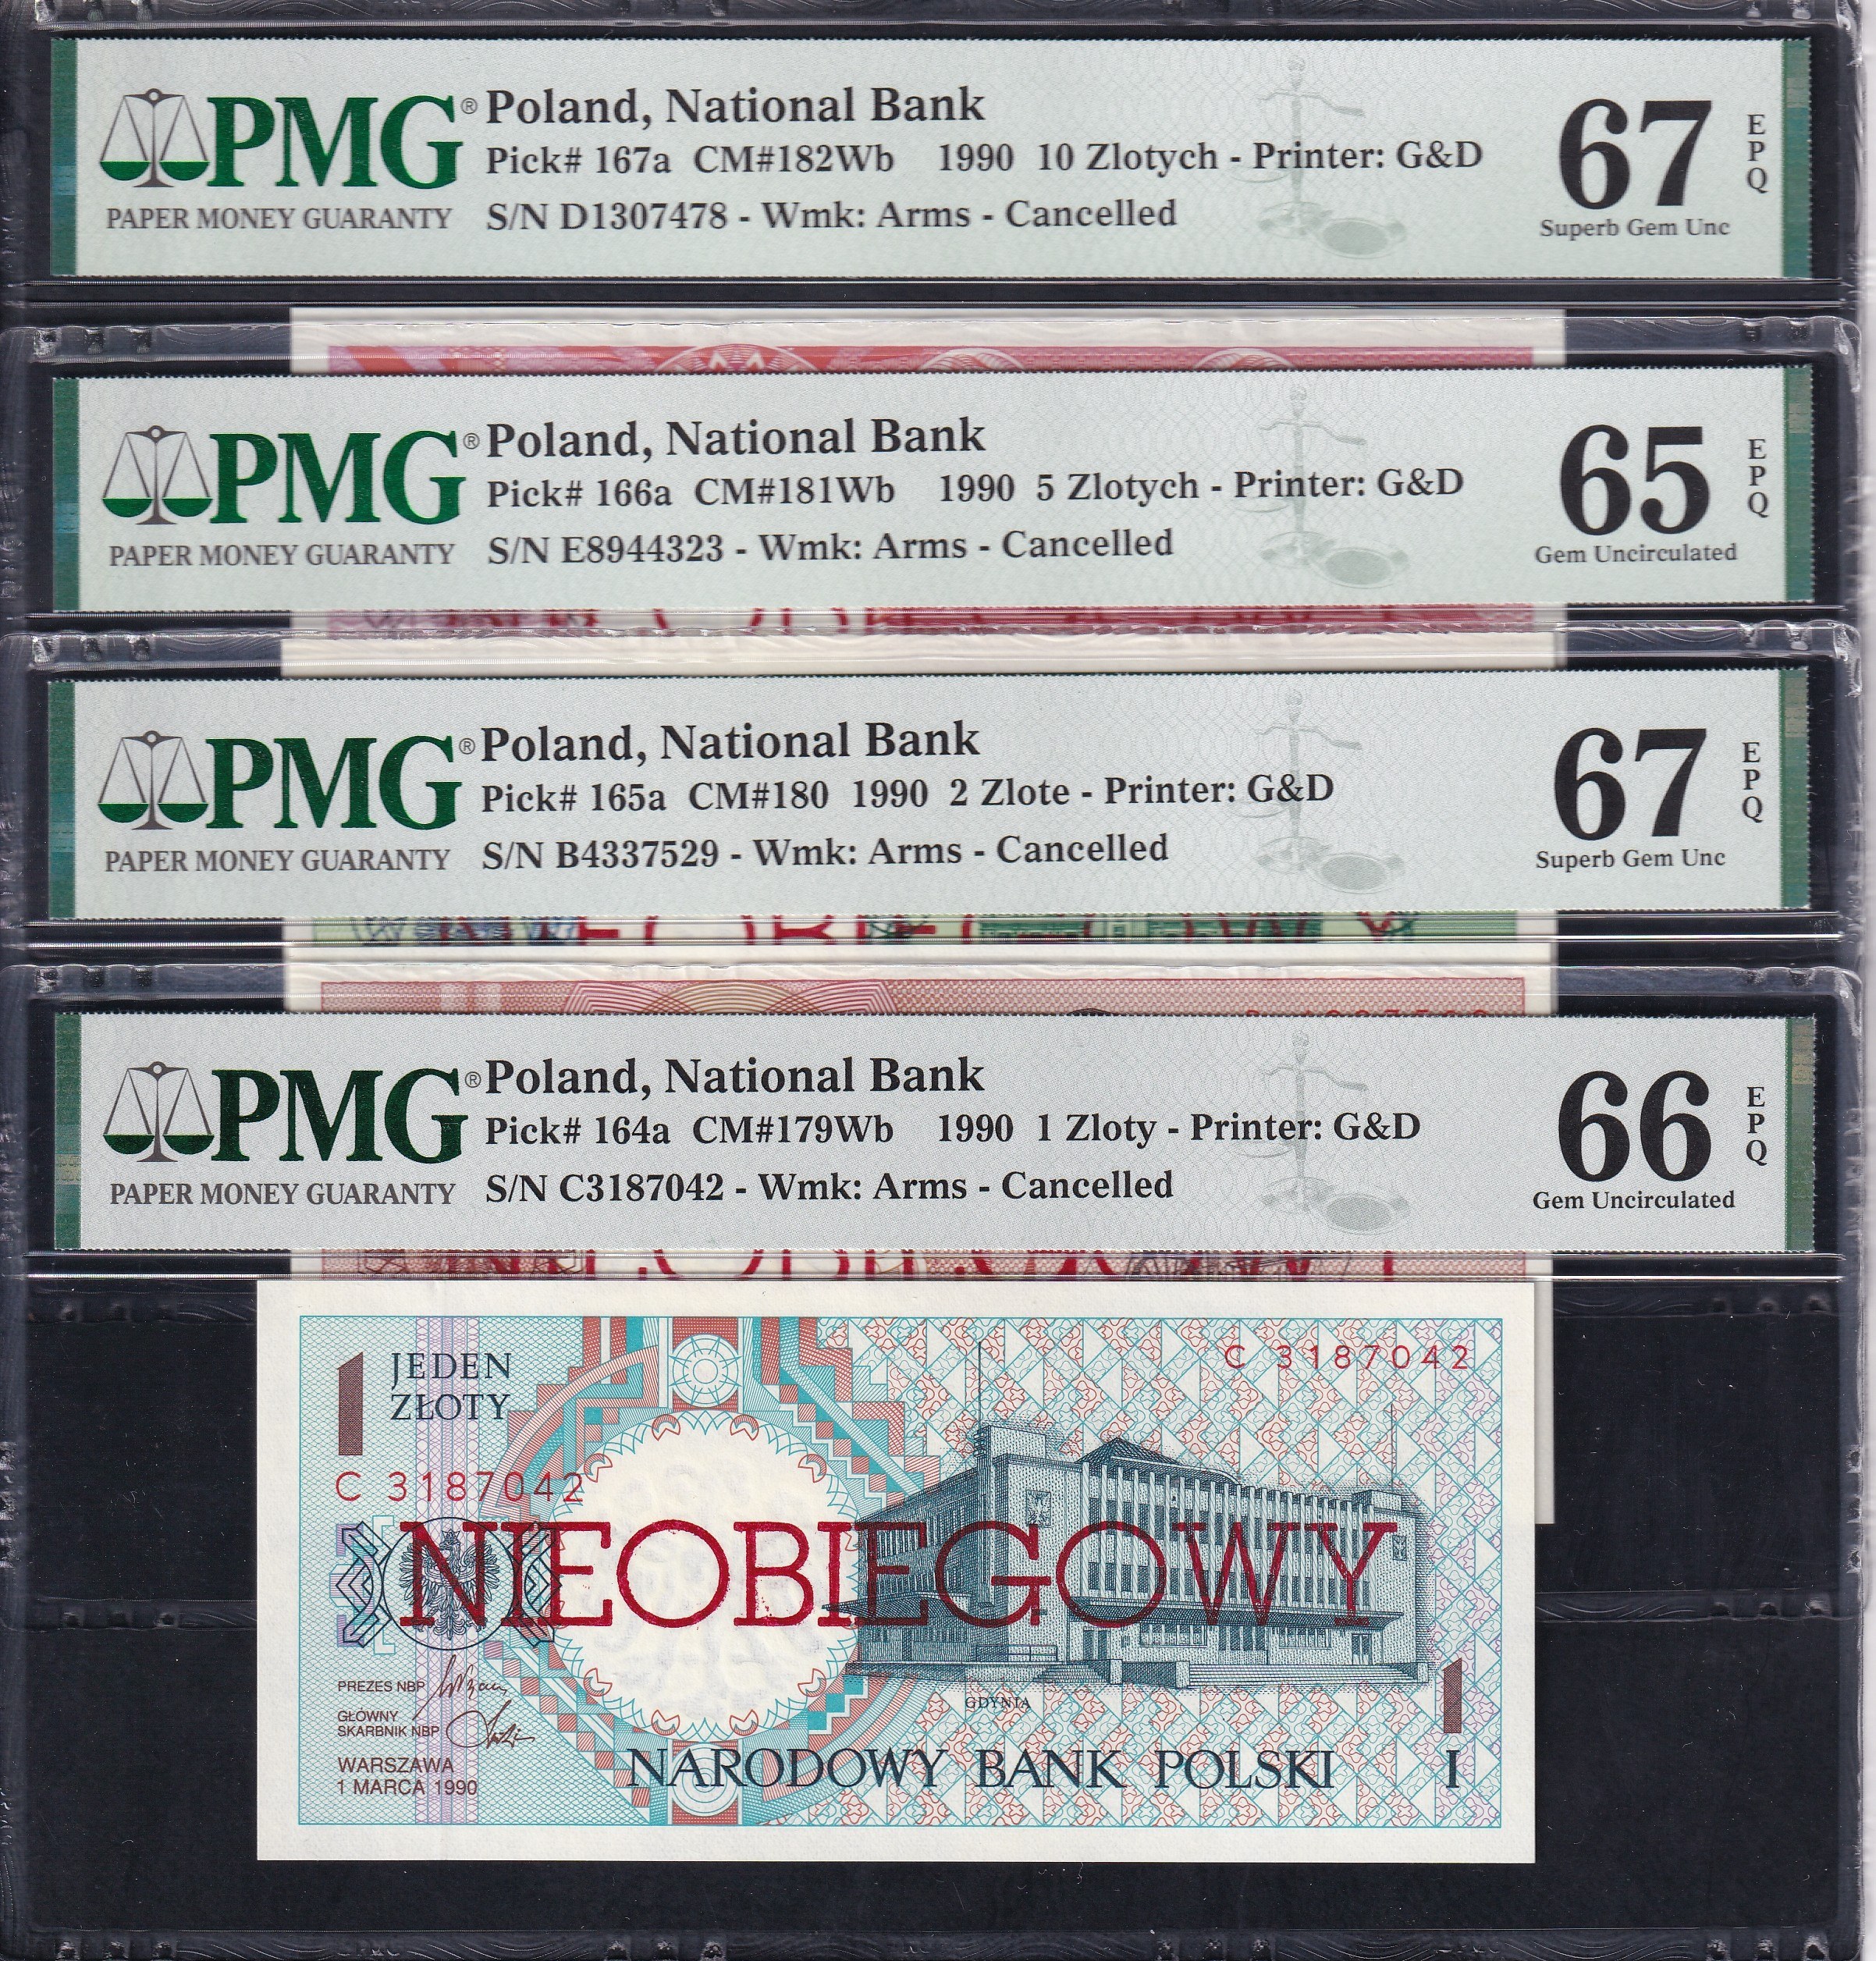 PMG® Poland, National Bank 67 EPQ
Pick# 167a CM#182Wb 1990 10 Zlotych - Printer: G&D
PAPER MONEY GUARANTY S/N D1307478 - Wmk: Arms - Cancelled Superb Gem Unc
PMG® Poland, National Bank 65 EPQ
Pick# 166a CM#181Wb 1990 5 Zlotych - Printer: G&D
PAPER MONEY GUARANTY S/N E8944323 - Wmk: Arms - Cancelled Gem Uncirculated
PMG® Poland, National Bank 67 EPQ
Pick# 165a CM#180 1990 2 Zlote - Printer: G&D
PAPER MONEY GUARANTY S/N B4337529 - Wmk: Arms - Cancelled Superb Gem Unc
PMG® Poland, National Bank 66 EPQ
Pick# 164a CM#179Wb 1990 1 Zloty - Printer: G&D
PAPER MONEY GUARANTY S/N C3187042 - Wmk: Arms - Cancelled Gem Uncirculated
1 JEDEN
ZŁOTY
C 3187042
C 3187042
NIEOBIEGOWY
PREZES NBP
GŁÓWNY
SKARBNIK NBP
WARSZAWA
1 MARCA 1990
GDYNIA
1
NARODOWY BANK POLSKI I